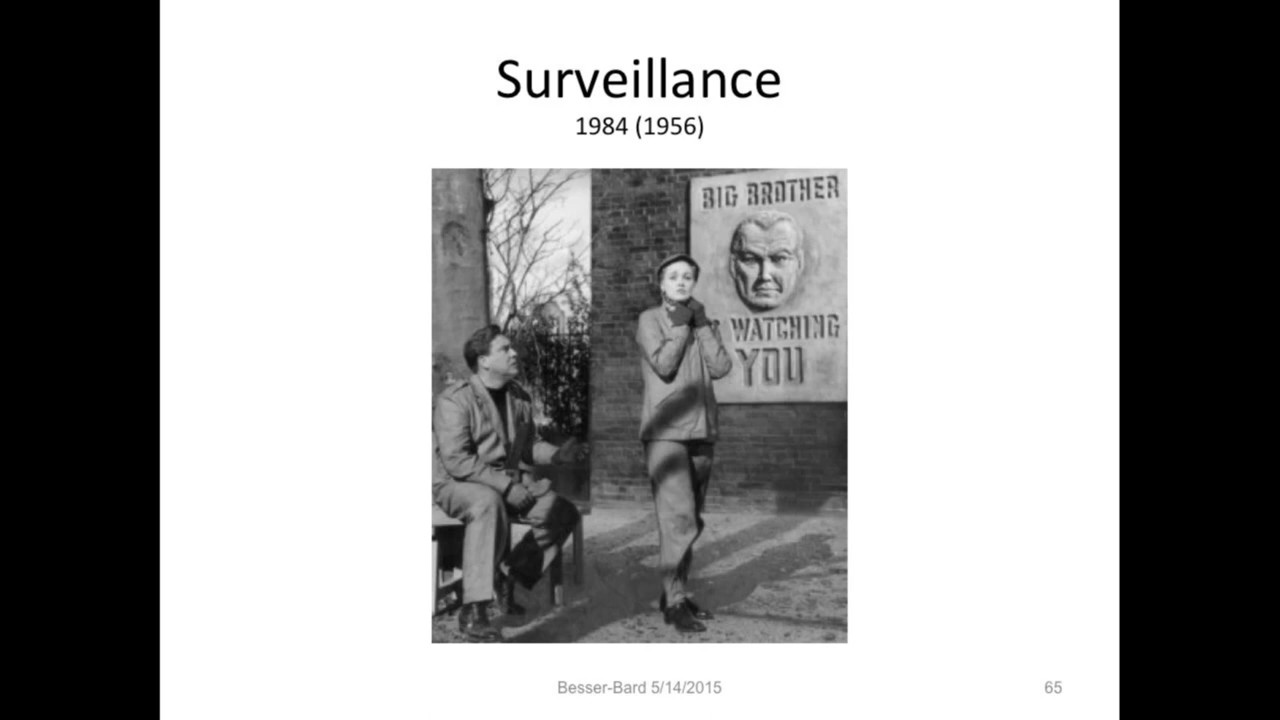 Surveillance
1984 (1956)
BIG BROTHER
WATCHING
YOU
Besser-Bard 5/14/2015
65